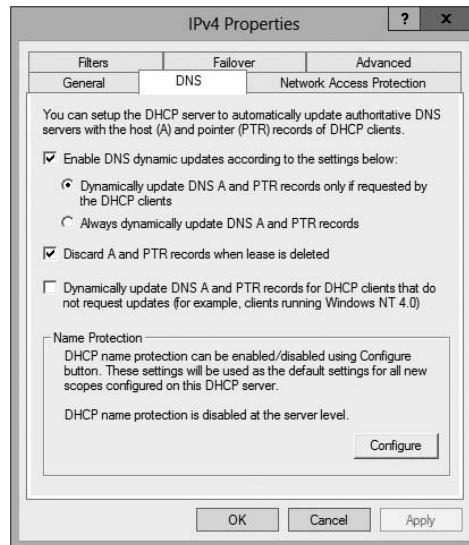 IPv4 Properties
?
x
Filters
Failover
Advanced
General
DNS
Network Access Protection
You can setup the DHCP server to automatically update authoritative DNS
servers with the host (A) and pointer (PTR) records of DHCP clients.
Enable DNS dynamic updates according to the settings below:
Dynamically update DNS A and PTR records only if requested by
the DHCP clients
Always dynamically update DNS A and PTR records
Discard A and PTR records when lease is deleted
Dynamically update DNS A and PTR records for DHCP clients that do
not request updates (for example, clients running Windows NT 4.0)
Name Protection
DHCP name protection can be enabled/disabled using Configure
button. These settings will be used as the default settings for all new
scopes configured on this DHCP server.
DHCP name protection is disabled at the server level.
Configure
OK
Cancel
Apply